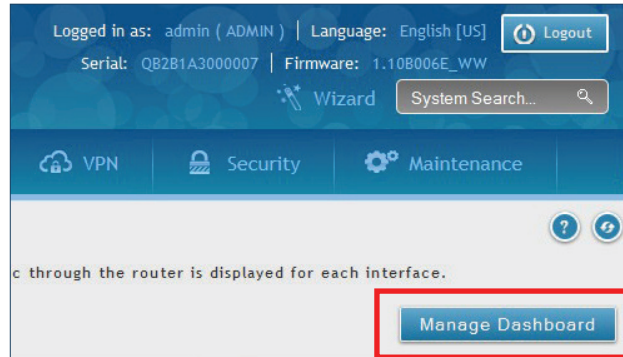 Logged in as: admin ( ADMIN ) | Language: English [US] Logout
Serial: QB2B1A3000007 | Firmware: 1.10B006E_WW
Wizard System Search...
VPN Security Maintenance
?
c through the router is displayed for each interface.
Manage Dashboard